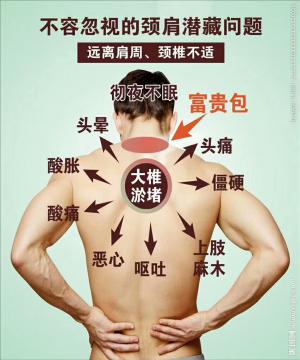 不容忽视的颈肩潜藏问题
远离肩周、颈椎不适
彻夜不眠
富贵包
头晕
头痛
酸胀
大椎
淤堵
僵硬
酸痛
恶心
呕吐
上肢
麻木